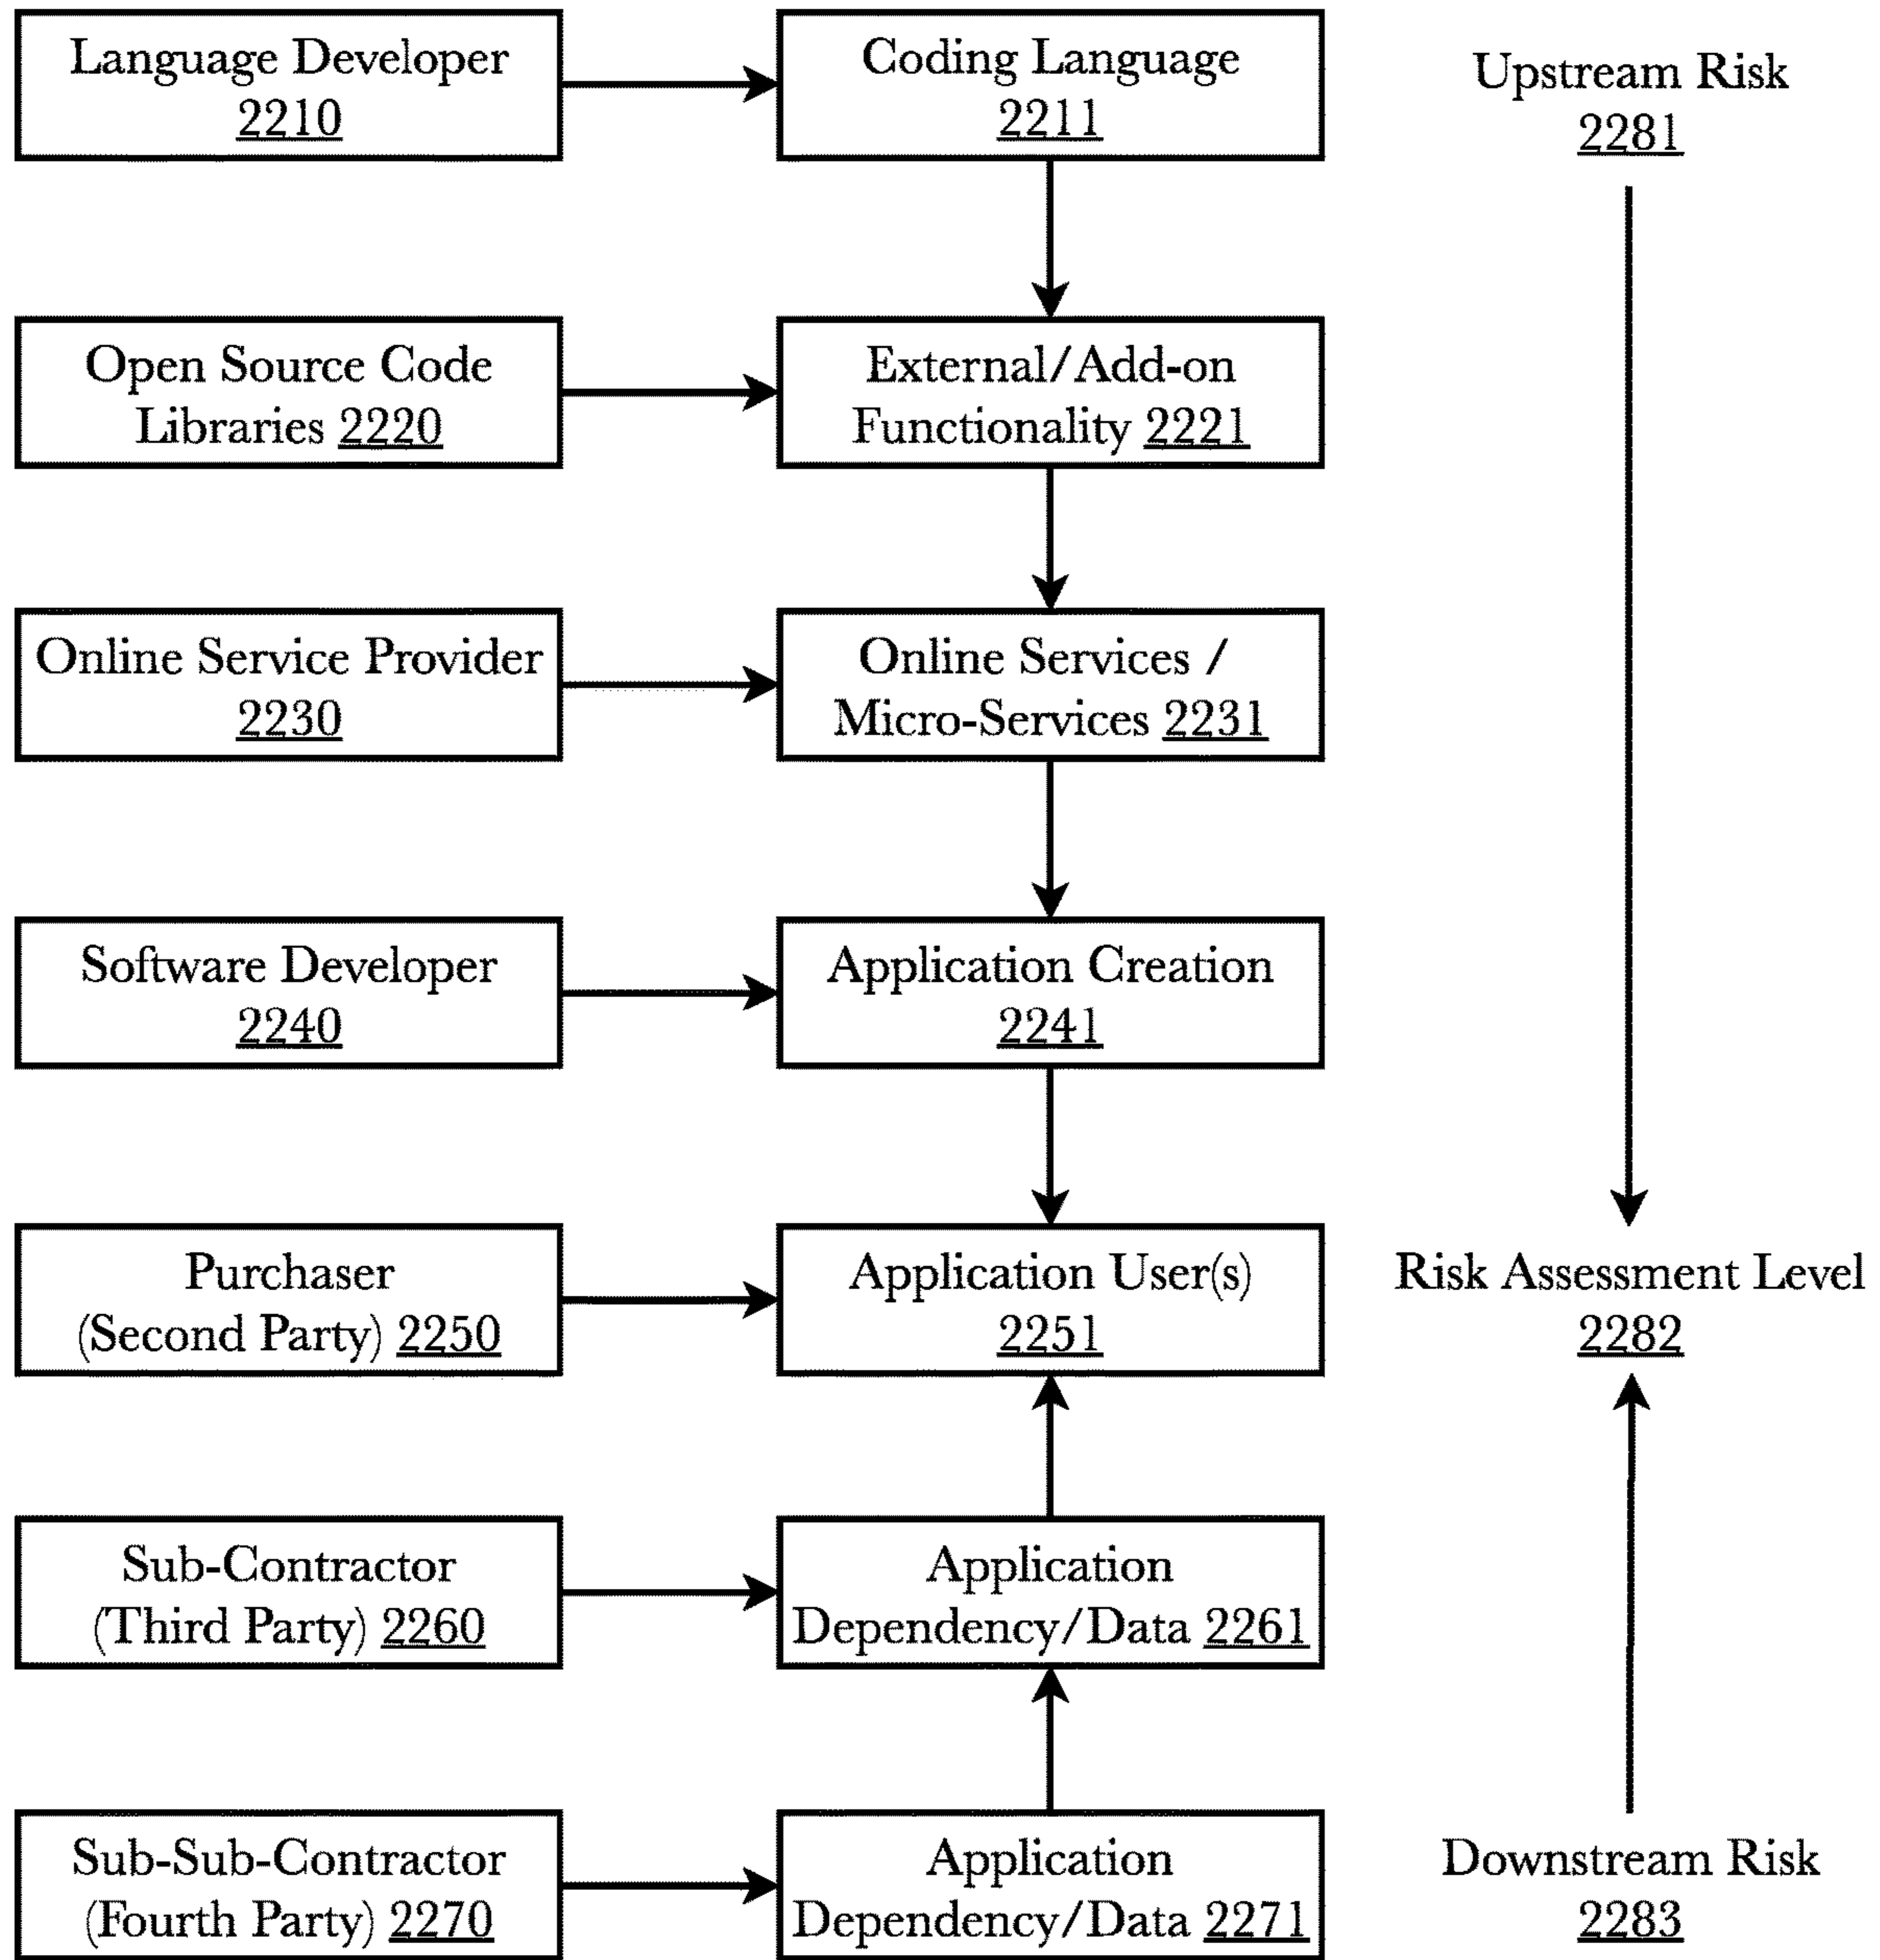 Language Developer
2210
Coding Language
2211
Upstream Risk
2281
Open Source Code
Libraries 2220
External/Add-on
Functionality 2221
Online Service Provider
2230
Online Services /
Micro-Services 2231
Software Developer
2240
Application Creation
2241
Purchaser
(Second Party) 2250
Application User(s)
2251
Risk Assessment Level
2282
Sub-Contractor
(Third Party) 2260
Application
Dependency/Data 2261
Sub-Sub-Contractor
(Fourth Party) 2270
Application
Dependency/Data 2271
Downstream Risk
2283